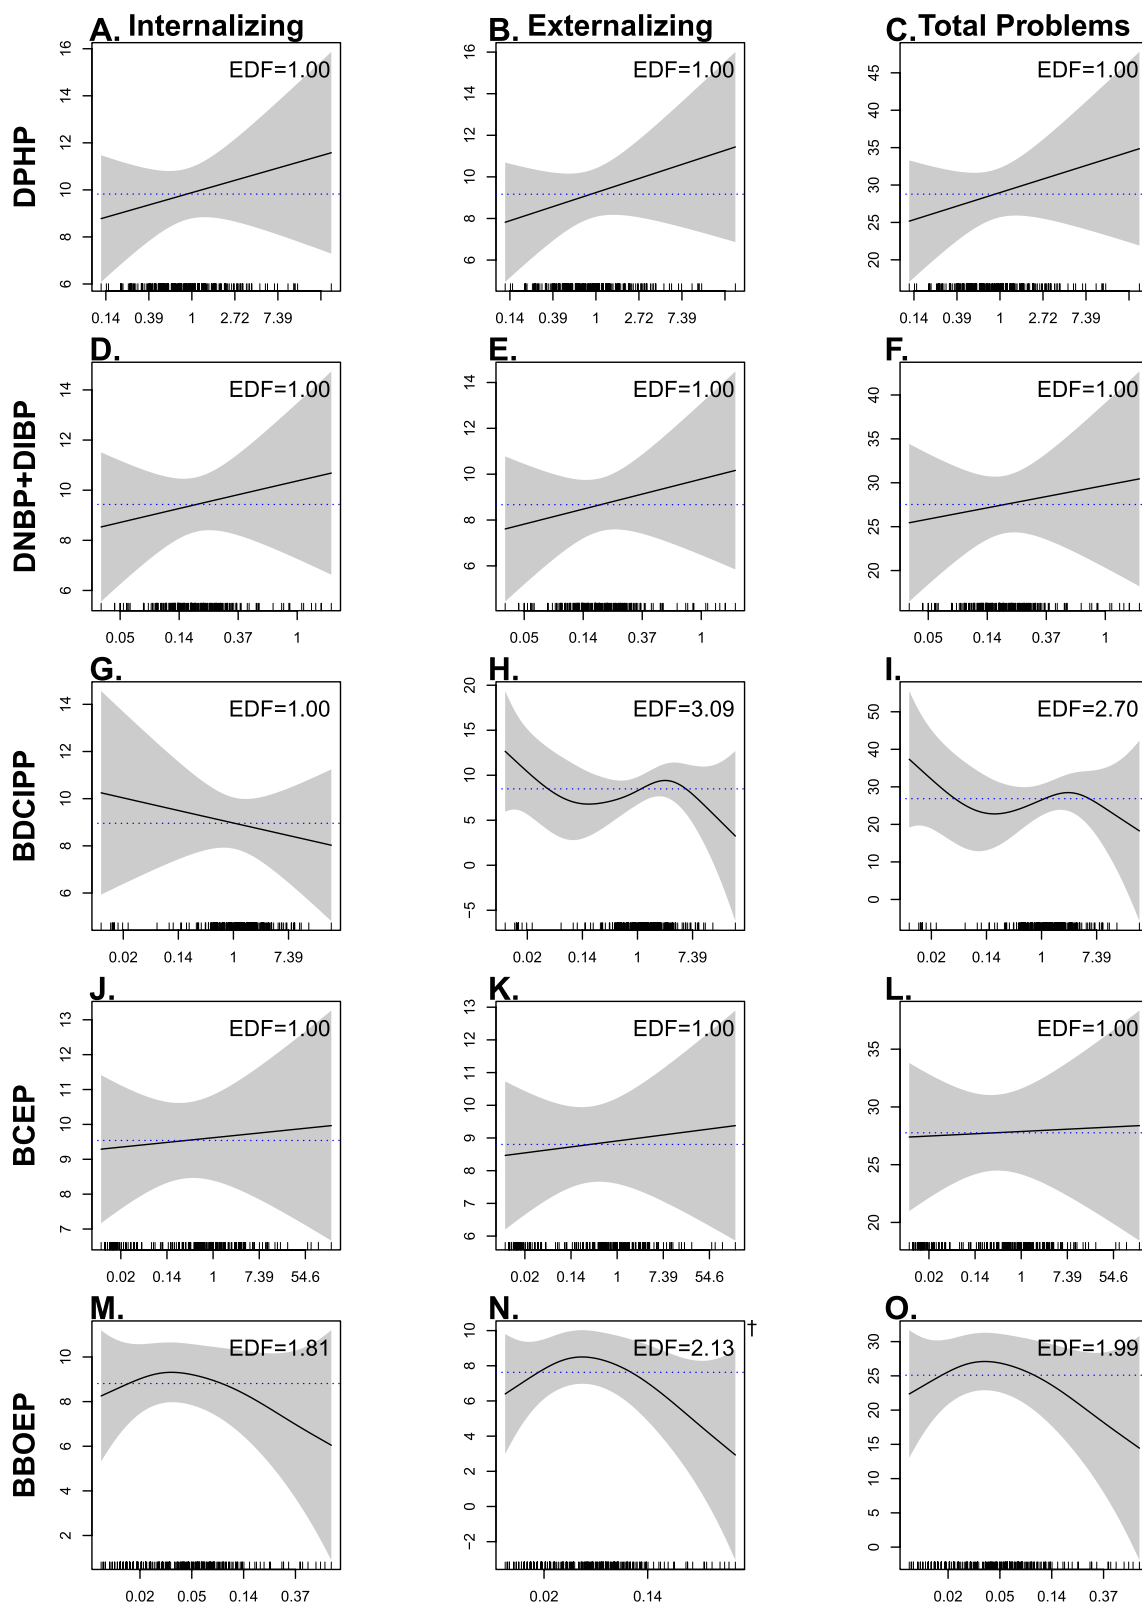 A. Internalizing
B. Externalizing
C. Total Problems
DPHP
EDF=1.00
16
14
12
10
8
6
0.14 0.39 1 2.72 7.39
EDF=1.00
16
14
12
10
8
6
0.14 0.39 1 2.72 7.39
EDF=1.00
45
40
35
30
25
20
0.14 0.39 1 2.72 7.39
DNBP+DIBP
D.
EDF=1.00
14
12
10
8
6
0.05 0.14 0.37 1
E.
EDF=1.00
14
12
10
8
6
0.05 0.14 0.37 1
F.
EDF=1.00
40
35
30
25
20
0.05 0.14 0.37 1
BDCIPP
G.
EDF=1.00
14
12
10
8
6
0.02 0.14 1 7.39
H.
EDF=3.09
20
15
10
5
0
−5
0.02 0.14 1 7.39
I.
EDF=2.70
50
40
30
20
10
0
0.02 0.14 1 7.39
BCEP
J.
EDF=1.00
13
12
11
10
9
8
7
0.02 0.14 1 7.39 54.6
K.
EDF=1.00
13
12
11
10
9
8
7
6
0.02 0.14 1 7.39 54.6
L.
EDF=1.00
35
30
25
20
0.02 0.14 1 7.39 54.6
BBOEP
M.
EDF=1.81
10
8
6
4
2
0.02 0.05 0.14 0.37
N.
†
EDF=2.13
10
8
6
4
2
0
−2
0.02 0.14
O.
EDF=1.99
30
25
20
15
10
5
0
0.02 0.05 0.14 0.37